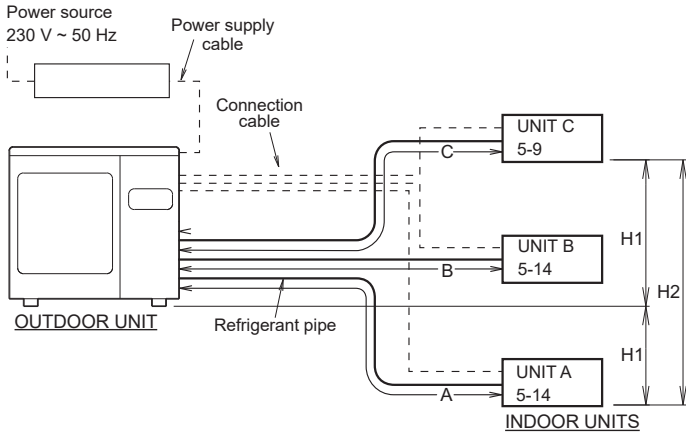 Power source
230 V ~ 50 Hz
Power supply
cable
Connection
cable
UNIT C
5-9
C
UNIT B
5-14
B
H1
H2
OUTDOOR UNIT
Refrigerant pipe
H1
UNIT A
5-14
A
INDOOR UNITS